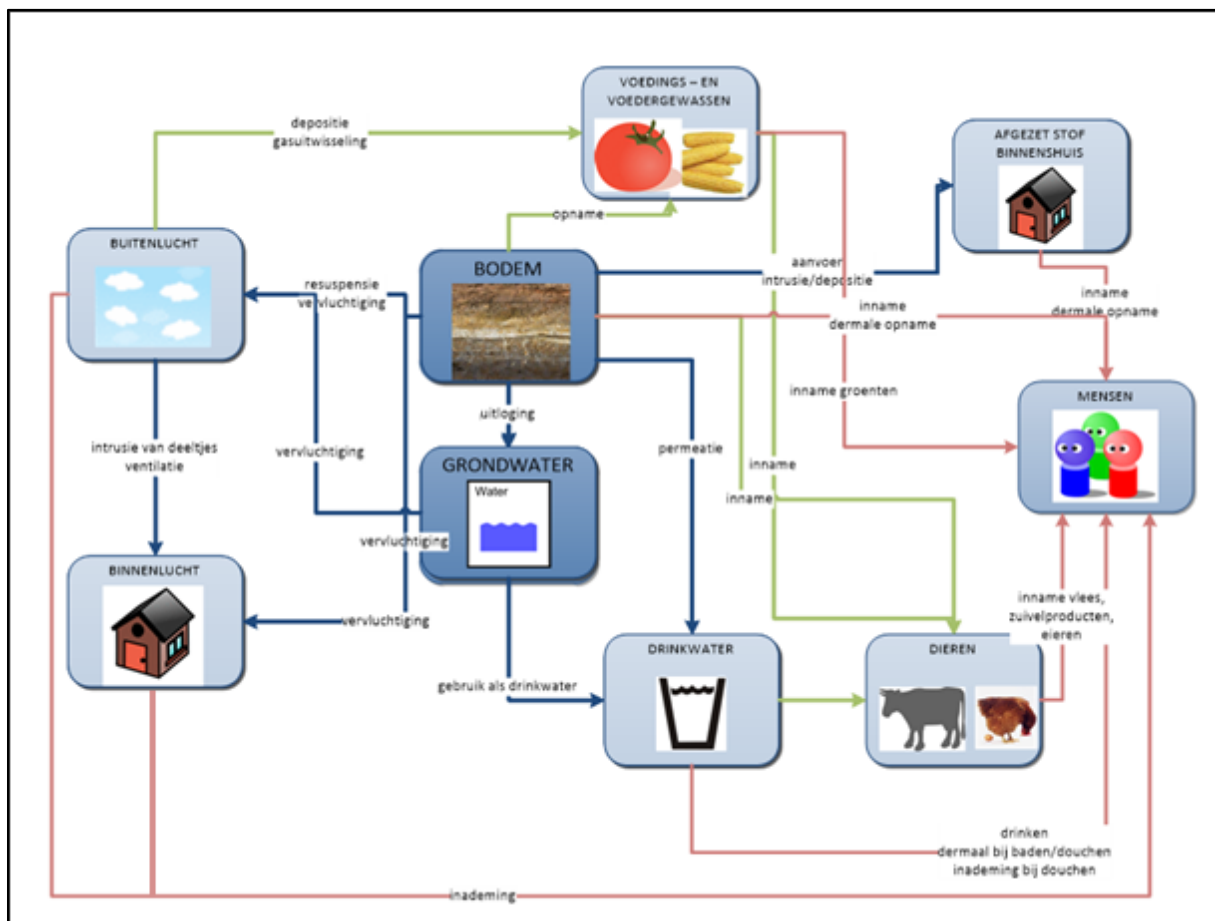 VOEDINGS – EN
VOEDERGEWASSEN
depositie
gasuitwisseling
AFGEZET STOF
BINNENSHUIS
opname
BUITENLUCHT
BODEM
aanvoer
intrusie/depositie
resuspensie
vervluchtiging
inname
dermale opname
inname
dermale opname
inname groenten
MENSEN
uitloging
intrusie van deeltjes
ventilatie
vervluchtiging
permeatie
inname
GRONDWATER
Water
inname
vervluchtiging
BINNENLUCHT
inname vlees,
zuivelproducten,
eieren
vervluchtiging
DRINKWATER
DIEREN
gebruik als drinkwater
drinken
dermaal bij baden/douchen
inademing bij douchen
inademing